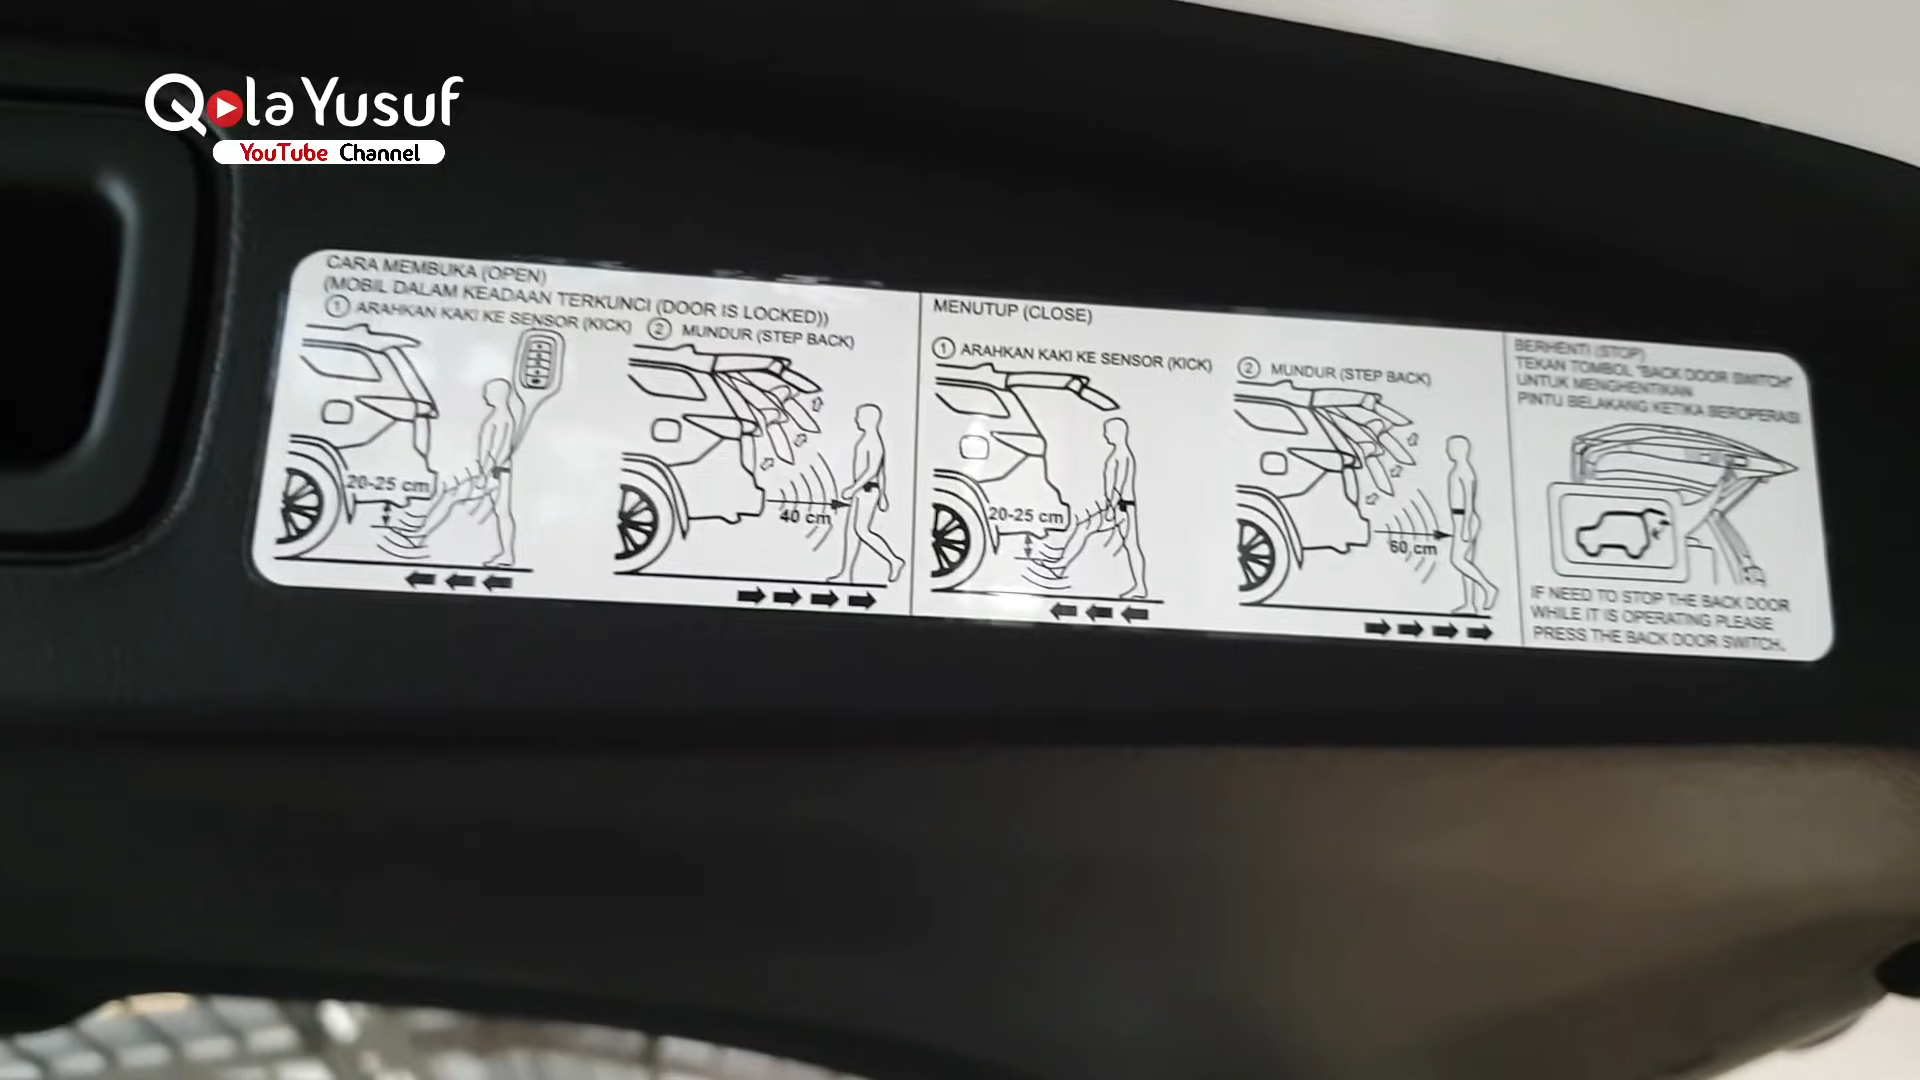 Qola Yusuf
YouTube Channel
CARA MEMBUKA (OPEN)
(MOBIL DALAM KEADAAN TERKUNCI (DOOR IS LOCKED))
1 ARAHKAN KAKI KE SENSOR (KICK)
2 MUNDUR (STEP BACK)
20-25 cm
40 cm
MENUTUP (CLOSE)
1 ARAHKAN KAKI KE SENSOR (KICK)
2 MUNDUR (STEP BACK)
20-25 cm
60 cm
BERHENTI (STOP)
TEKAN TOMBOL "BACK DOOR SWITCH"
UNTUK MENGHENTIKAN
PINTU BELAKANG KETIKA BEROPERASI
IF NEED TO STOP THE BACK DOOR
WHILE IT IS OPERATING PLEASE
PRESS THE BACK DOOR SWITCH.